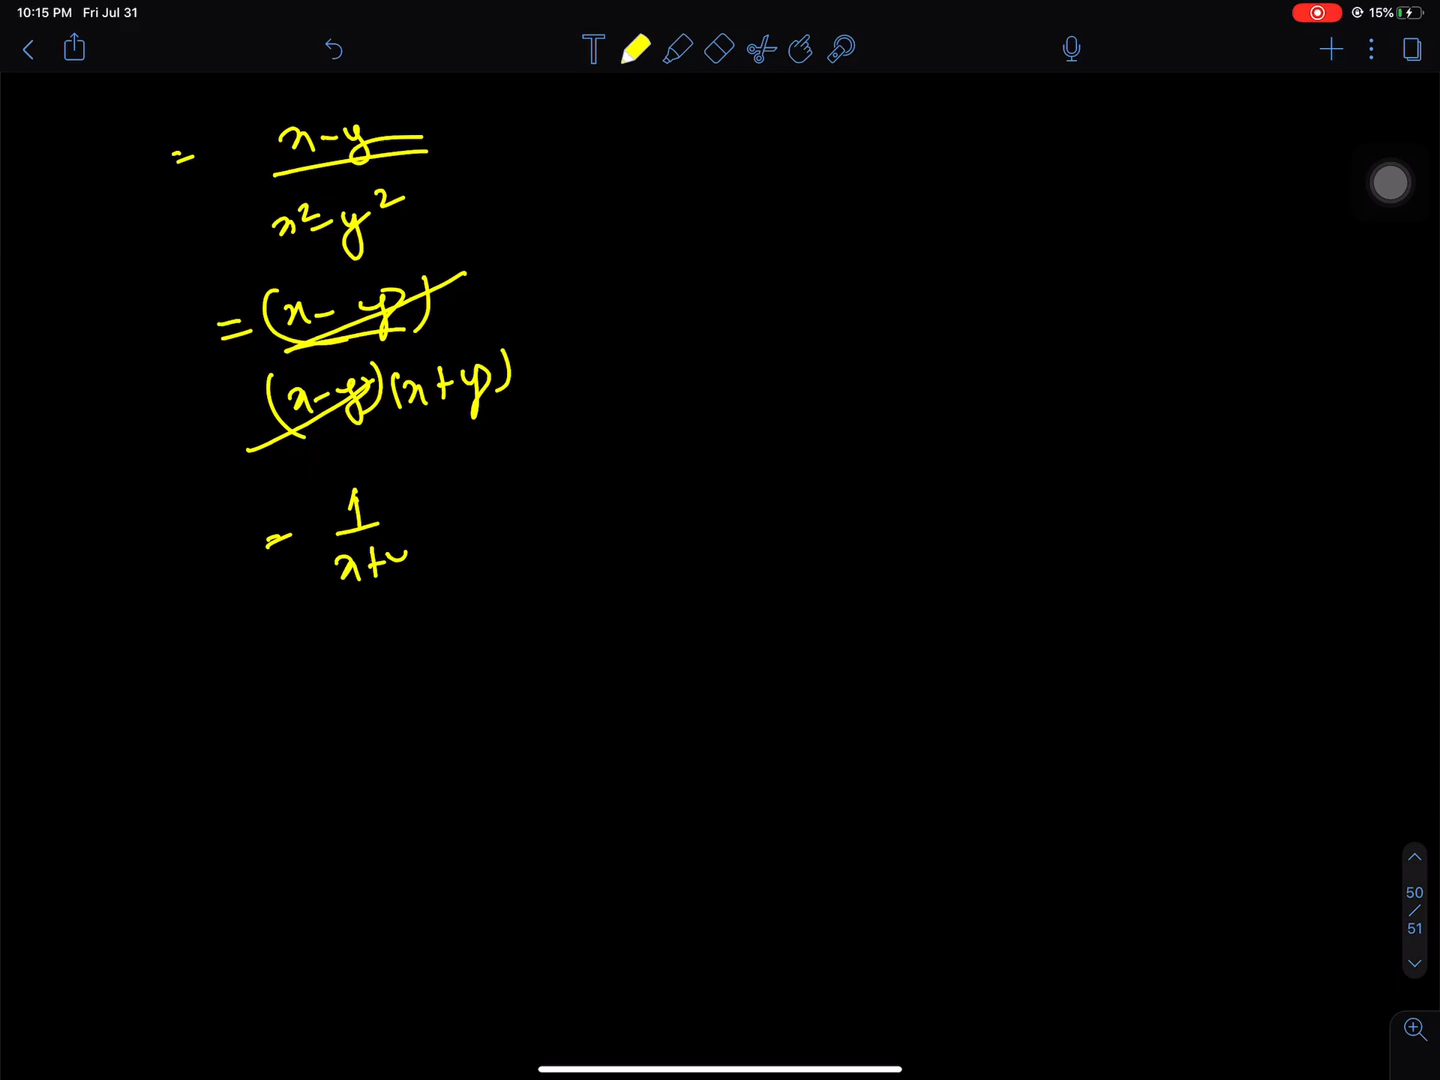 10:15 PM Fri Jul 31
15%
= x-y
x²-y²
= (x-y)
(x-y)(x+y)
= 1
x+
50
/
51